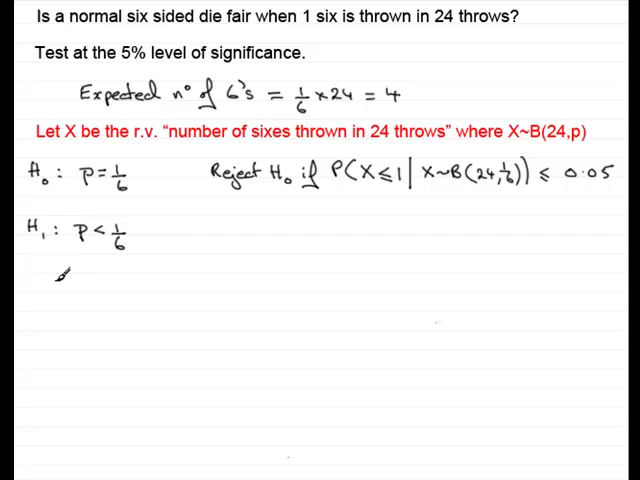 Is a normal six sided die fair when 1 six is thrown in 24 throws?
Test at the 5% level of significance.
Expected nº of 6's = 1/6 × 24 = 4
Let X be the r.v. “number of sixes thrown in 24 throws” where X~B(24,p)
H₀ : p = 1/6 Reject H₀ if P(X ≤ 1 | X ~ B(24, 1/6)) ≤ 0.05
H₁ : p < 1/6